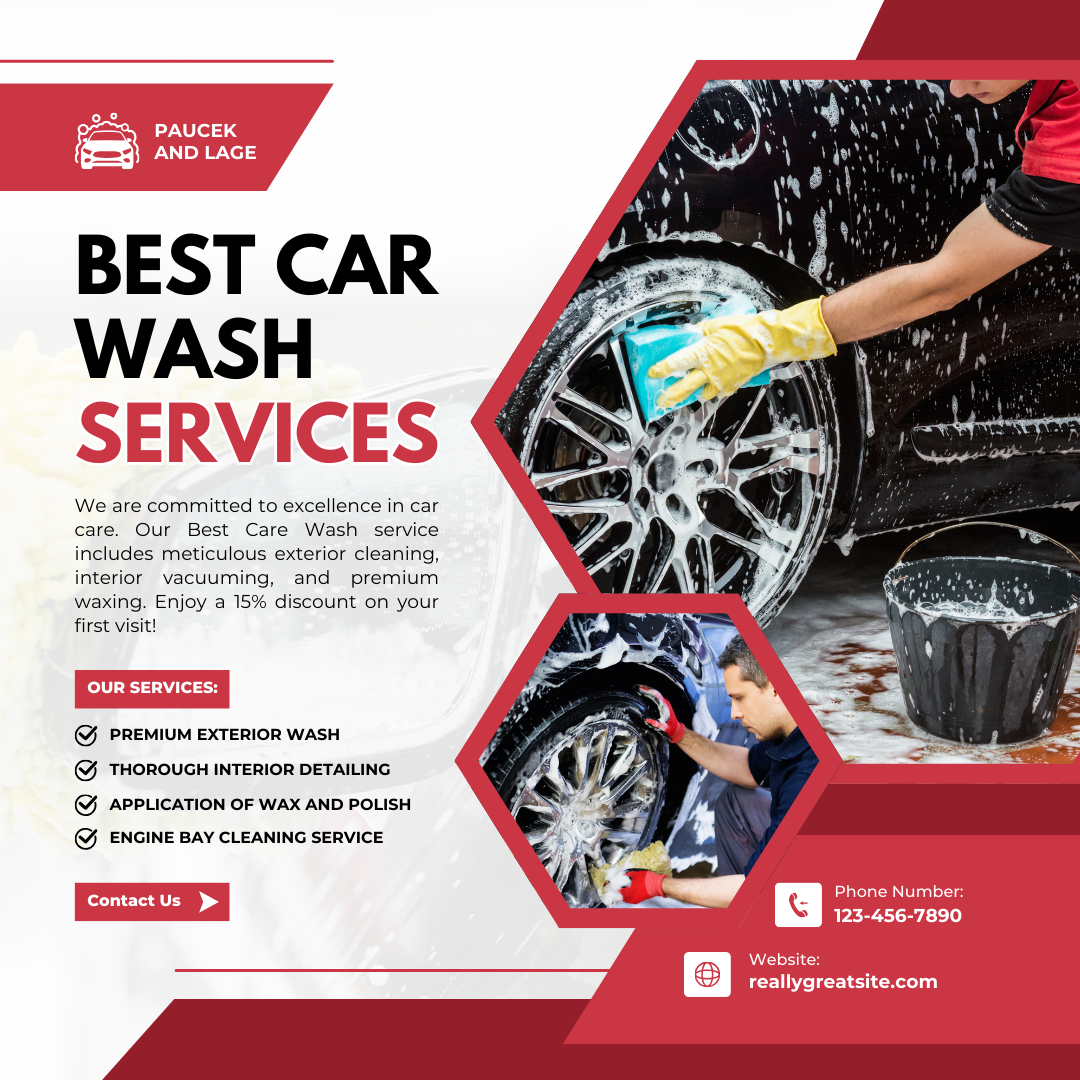 PAUCEK
AND LAGE
BEST CAR
WASH
SERVICES
We are committed to excellence in car
care. Our Best Care Wash service
includes meticulous exterior cleaning,
interior vacuuming, and premium
waxing. Enjoy a 15% discount on your
first visit!
OUR SERVICES:
PREMIUM EXTERIOR WASH
THOROUGH INTERIOR DETAILING
APPLICATION OF WAX AND POLISH
ENGINE BAY CLEANING SERVICE
Contact Us
Phone Number:
123-456-7890
Website:
reallygreatsite.com